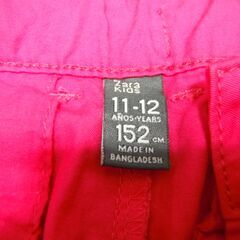 Zara
KIDS
11-12
AÑOS-YEARS
152 CM
MADE IN
BANGLADESH